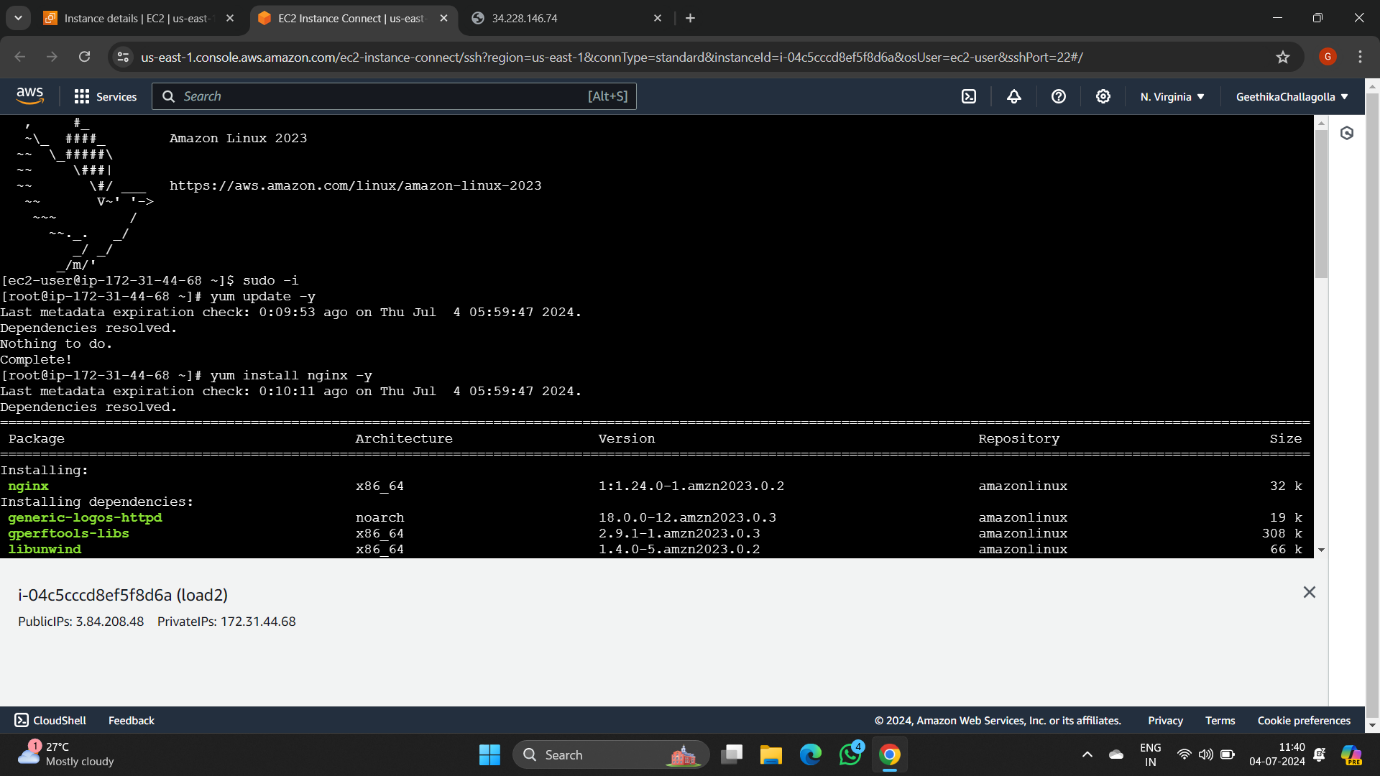 Instance details | EC2 | us-east-1
EC2 Instance Connect | us-east-
34.228.146.74
us-east-1.console.aws.amazon.com/ec2-instance-connect/ssh?region=us-east-1&connType=standard&instanceId=i-04c5cccd8ef5f8d6a&osUser=ec2-user&sshPort=22#/
G
aws
Services
Search
[Alt+S]
N. Virginia
GeethikaChallagolla
   ,     #_
   ~\_  ####_        Amazon Linux 2023
  ~~  \_#####\
  ~~     \###|
  ~~       \#/ ___   https://aws.amazon.com/linux/amazon-linux-2023
   ~~       V~' '->
    ~~~         /
      ~~._.   _/
         _/ _/
       _/m/'
[ec2-user@ip-172-31-44-68 ~]$ sudo -i
[root@ip-172-31-44-68 ~]# yum update -y
Last metadata expiration check: 0:09:53 ago on Thu Jul  4 05:59:47 2024.
Dependencies resolved.
Nothing to do.
Complete!
[root@ip-172-31-44-68 ~]# yum install nginx -y
Last metadata expiration check: 0:10:11 ago on Thu Jul  4 05:59:47 2024.
Dependencies resolved.
Package Architecture Version Repository Size
Installing:
nginx x86_64 1:1.24.0-1.amzn2023.0.2 amazonlinux 32 k
Installing dependencies:
generic-logos-httpd noarch 18.0.0-12.amzn2023.0.3 amazonlinux 19 k
gperftools-libs x86_64 2.9.1-1.amzn2023.0.3 amazonlinux 308 k
libunwind x86_64 1.4.0-5.amzn2023.0.2 amazonlinux 66 k
i-04c5cccd8ef5f8d6a (load2)
PublicIPs: 3.84.208.48 PrivateIPs: 172.31.44.68
CloudShell
Feedback
© 2024, Amazon Web Services, Inc. or its affiliates.
Privacy
Terms
Cookie preferences
1
27°C
Mostly cloudy
Search
4
ENG
IN
11:40
04-07-2024
PRE